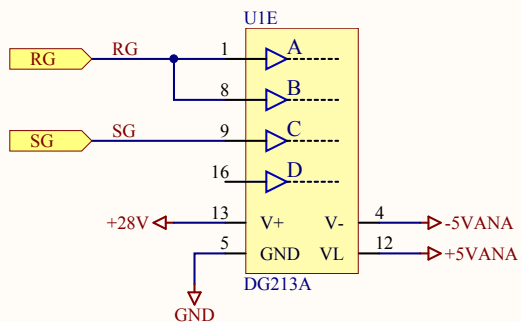 U1E
RG RG 1 A
8 B
SG SG 9 C
16 D
+28V 13 V+ V- 4 -5VANA
5 GND VL 12 +5VANA
DG213A
GND